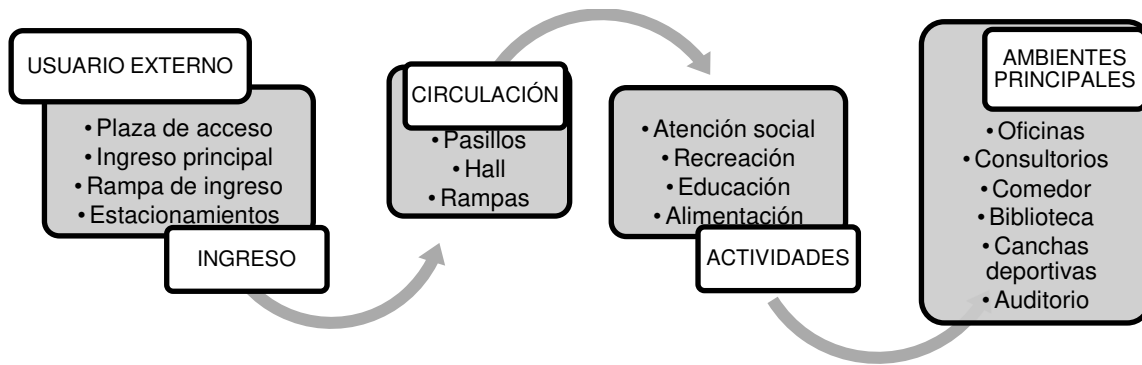 USUARIO EXTERNO
• Plaza de acceso
• Ingreso principal
• Rampa de ingreso
• Estacionamientos
INGRESO
CIRCULACIÓN
• Pasillos
• Hall
• Rampas
• Atención social
• Recreación
• Educación
• Alimentación
ACTIVIDADES
AMBIENTES
PRINCIPALES
• Oficinas
• Consultorios
• Comedor
• Biblioteca
• Canchas
deportivas
• Auditorio